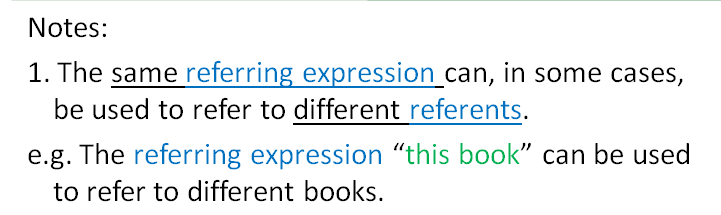 Notes:
1. The same referring expression can, in some cases,
be used to refer to different referents.
e.g. The referring expression “this book” can be used
to refer to different books.